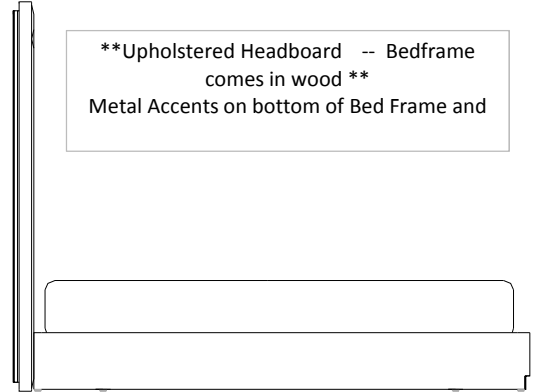 **Upholstered Headboard -- Bedframe
comes in wood **
Metal Accents on bottom of Bed Frame and